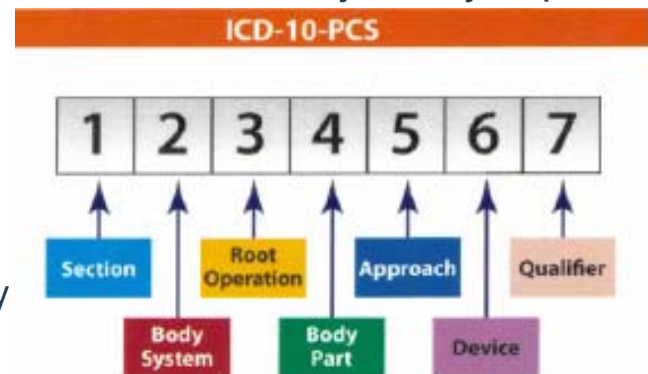 ICD-10-PCS
1 2 3 4 5 6 7
Section
Root
Operation
Approach
Qualifier
Body
System
Body
Part
Device